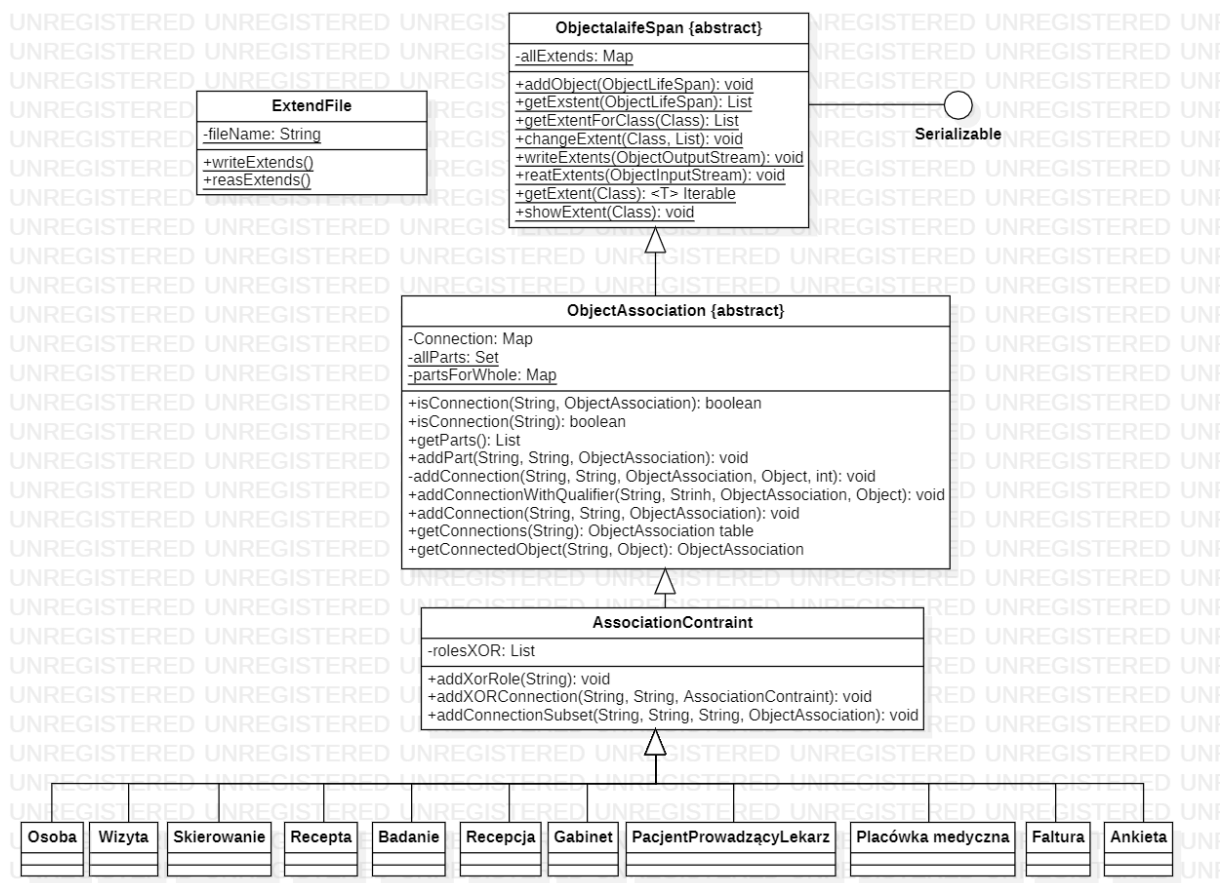 ObjectalaifeSpan {abstract}
-allExtends: Map
+addObject(ObjectLifeSpan): void
+getExstent(ObjectLifeSpan): List
+getExtentForClass(Class): List
+changeExtent(Class, List): void
+writeExtents(ObjectOutputStream): void
+reatExtents(ObjectInputStream): void
+getExtent(Class): <T> Iterable
+showExtent(Class): void
ExtendFile
-fileName: String
+writeExtends()
+reasExtends()
Serializable
ObjectAssociation {abstract}
-Connection: Map
-allParts: Set
-partsForWhole: Map
+isConnection(String, ObjectAssociation): boolean
+isConnection(String): boolean
+getParts(): List
+addPart(String, String, ObjectAssociation): void
-addConnection(String, String, ObjectAssociation, Object, int): void
+addConnectionWithQualifier(String, Strinh, ObjectAssociation, Object): void
+addConnection(String, String, ObjectAssociation): void
+getConnections(String): ObjectAssociation table
+getConnectedObject(String, Object): ObjectAssociation
AssociationContraint
-rolesXOR: List
+addXorRole(String): void
+addXORConnection(String, String, AssociationContraint): void
+addConnectionSubset(String, String, String, ObjectAssociation): void
Osoba
Wizyta
Skierowanie
Recepta
Badanie
Recepcja
Gabinet
PacjentProwadzącyLekarz
Placówka medyczna
Faltura
Ankieta
UNREGISTERED